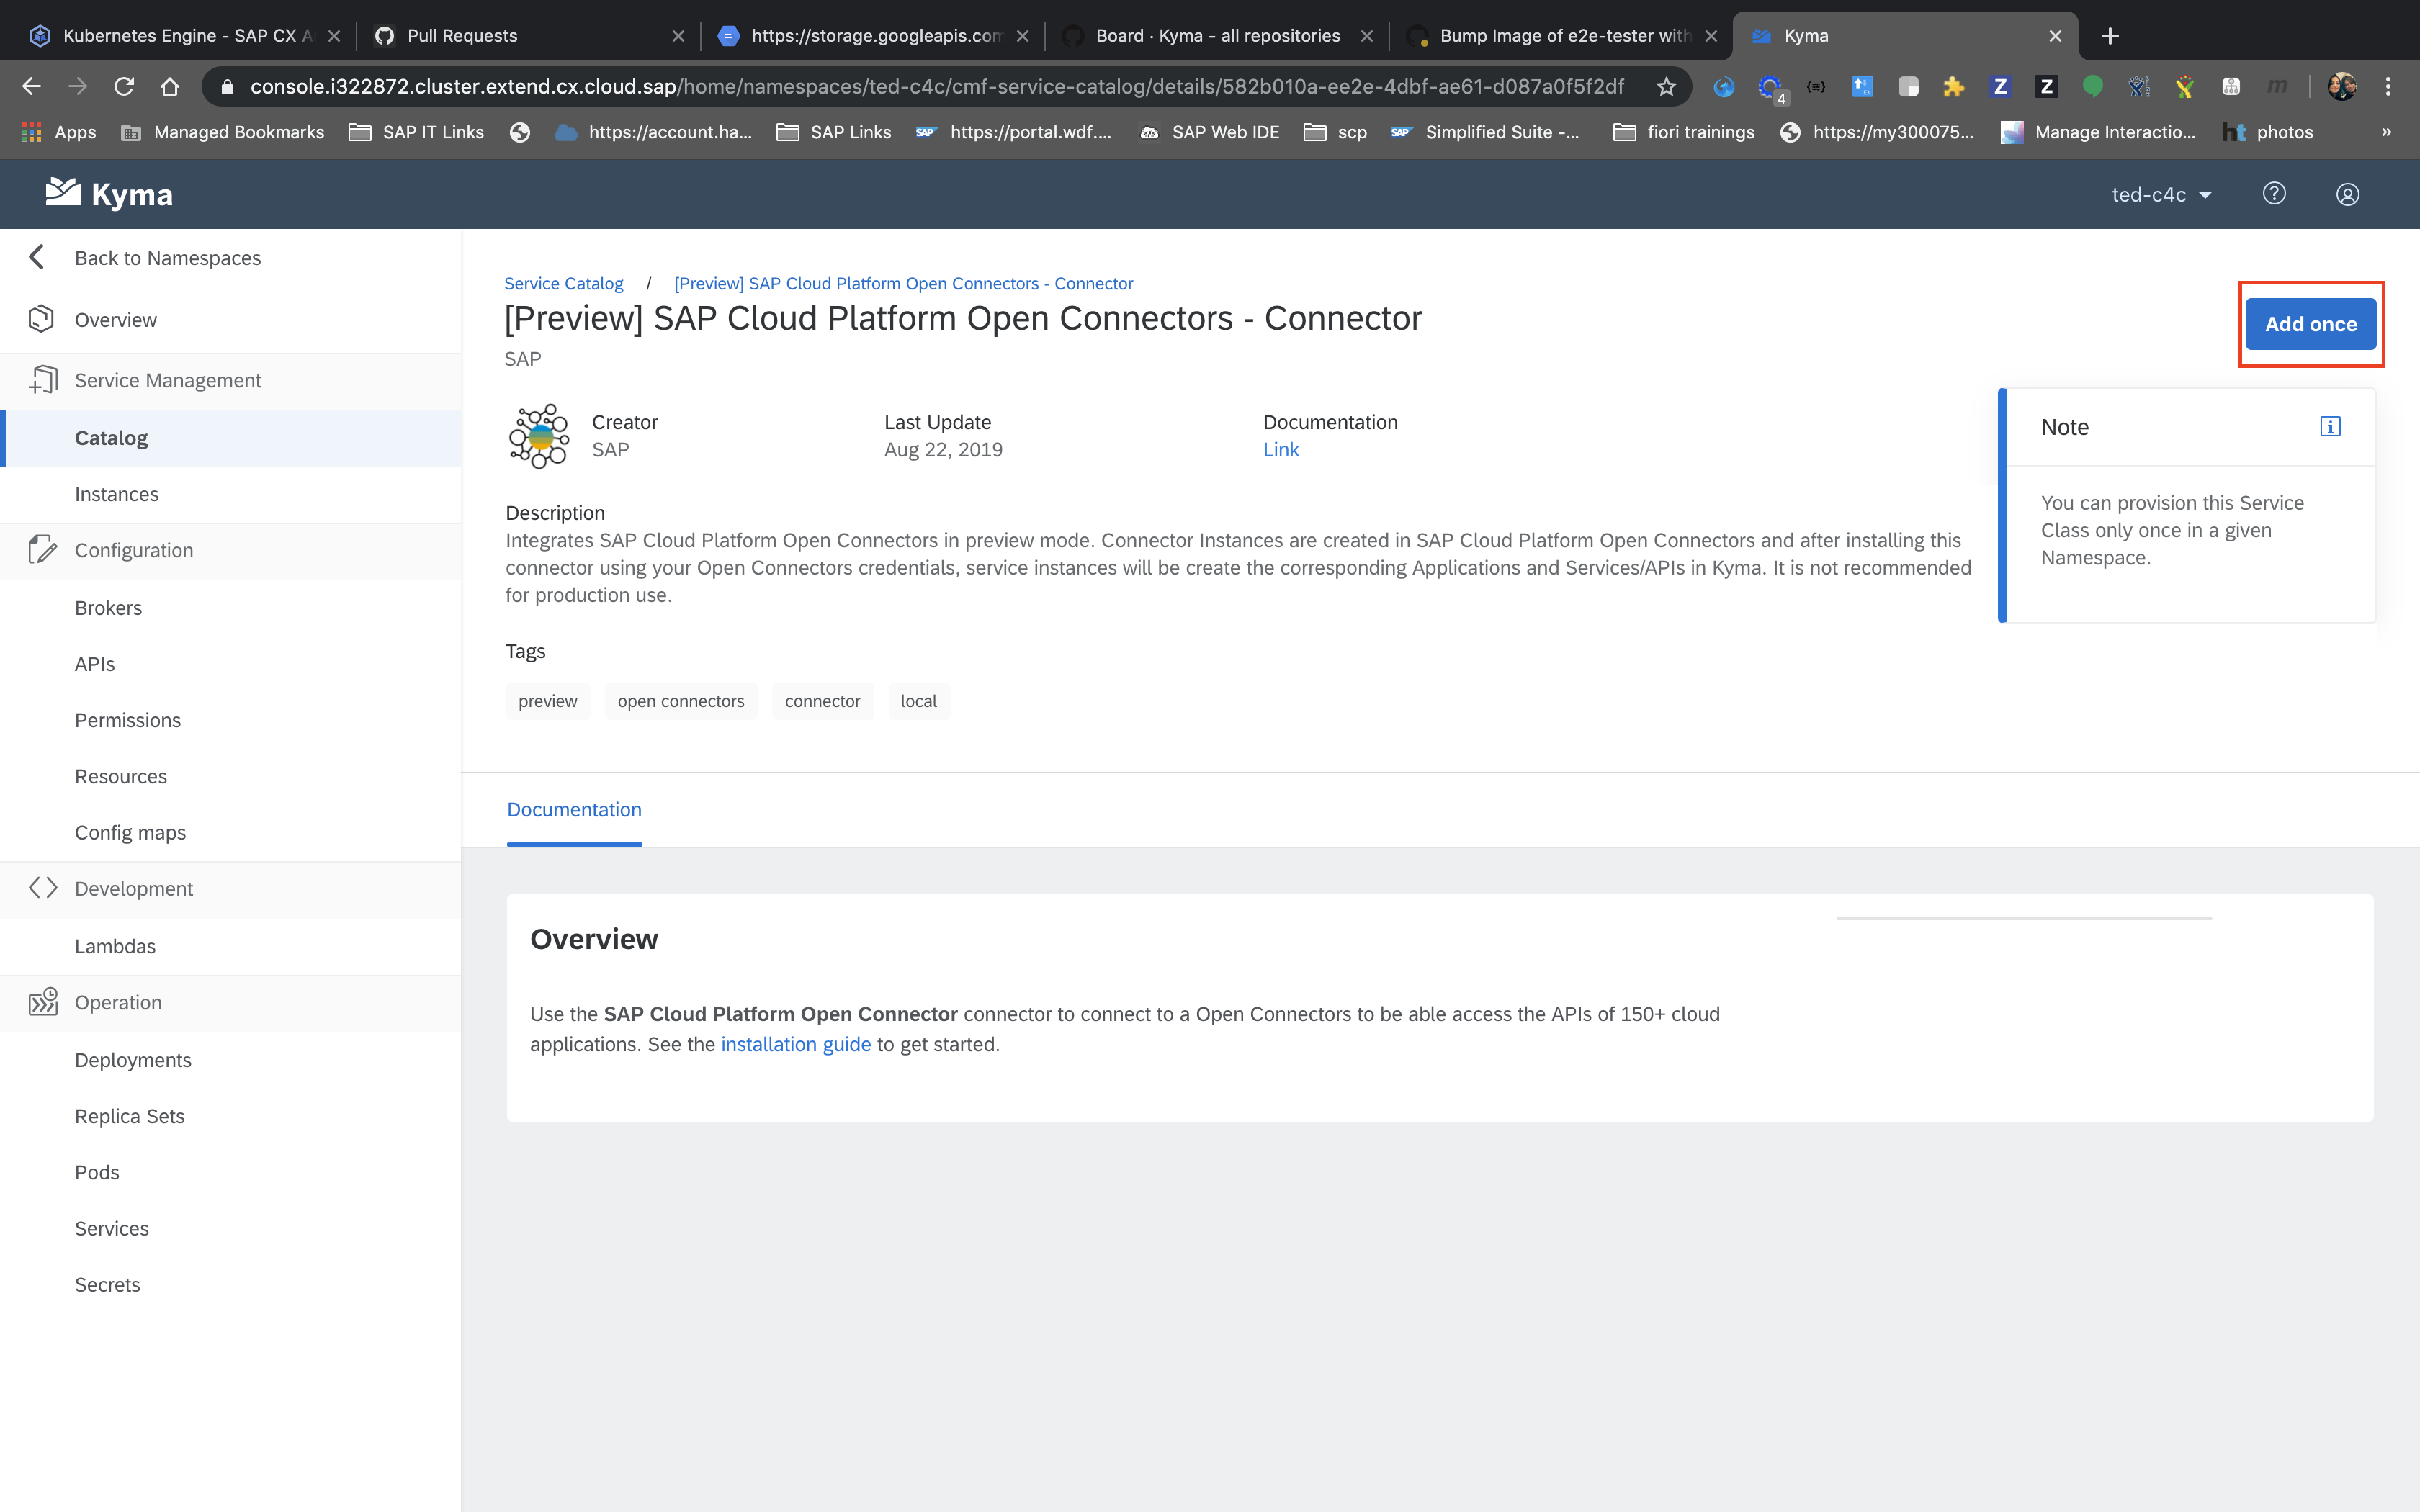 Kubernetes Engine - SAP CX A
Pull Requests
https://storage.googleapis.com
Board · Kyma - all repositories
Bump Image of e2e-tester with
Kyma
console.i322872.cluster.extend.cx.cloud.sap/home/namespaces/ted-c4c/cmf-service-catalog/details/582b010a-ee2e-4dbf-ae61-d087a0f5f2df
4
Z
Z
m
Apps
Managed Bookmarks
SAP IT Links
https://account.ha...
SAP Links
SAP
https://portal.wdf....
SAP Web IDE
scp
SAP
Simplified Suite -...
fiori trainings
https://my300075...
Manage Interactio...
ht
photos
»
Kyma
ted-c4c
Back to Namespaces
Overview
Service Management
Catalog
Instances
Configuration
Brokers
APIs
Permissions
Resources
Config maps
Development
Lambdas
Operation
Deployments
Replica Sets
Pods
Services
Secrets
Service Catalog / [Preview] SAP Cloud Platform Open Connectors - Connector
[Preview] SAP Cloud Platform Open Connectors - Connector
SAP
Add once
Creator
SAP
Last Update
Aug 22, 2019
Documentation
Link
Note
You can provision this Service
Class only once in a given
Namespace.
Description
Integrates SAP Cloud Platform Open Connectors in preview mode. Connector Instances are created in SAP Cloud Platform Open Connectors and after installing this
connector using your Open Connectors credentials, service instances will be create the corresponding Applications and Services/APIs in Kyma. It is not recommended
for production use.
Tags
preview
open connectors
connector
local
Documentation
Overview
Use the SAP Cloud Platform Open Connector connector to connect to a Open Connectors to be able access the APIs of 150+ cloud
applications. See the installation guide to get started.